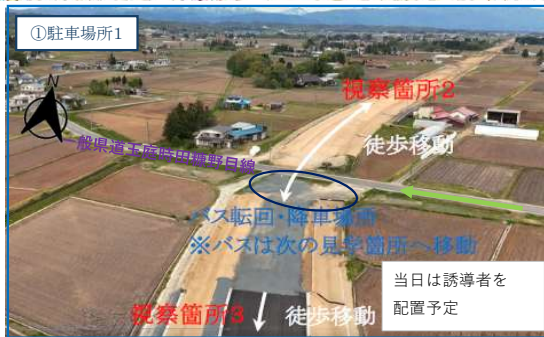 ①駐車場所1
N
視察箇所2
徒歩移動
一般県道玉庭時田糠野目線
バス転回・降車場所
※バスは次の見学箇所へ移動
当日は誘導者を
配置予定
視察箇所3
徒歩移動